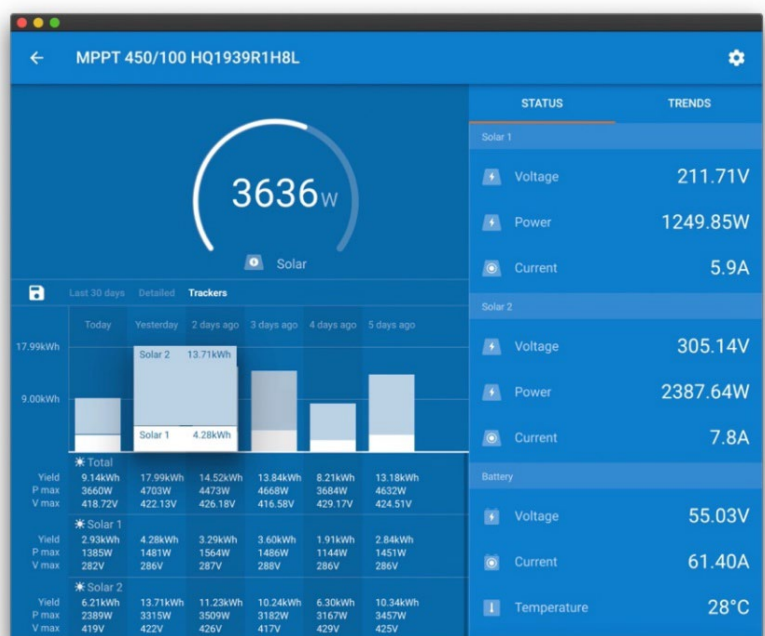 MPPT 450/100 HQ1939R1H8L
3636W
Solar
Last 30 days Detailed Trackers
Today Yesterday 2 days ago 3 days ago 4 days ago 5 days ago
17.99kWh
Solar 2 13.71kWh
9.00kWh
Solar 1 4.28kWh
Total
Yield 9.14kWh 17.99kWh 14.52kWh 13.84kWh 8.21kWh 13.18kWh
P max 3660W 4703W 4473W 4668W 3684W 4632W
V max 418.72V 422.13V 426.18V 416.58V 429.17V 424.51V
Solar 1
Yield 2.93kWh 4.28kWh 3.29kWh 3.60kWh 1.91kWh 2.84kWh
P max 1385W 1481W 1564W 1486W 1144W 1451W
V max 282V 286V 287V 288V 286V 286V
Solar 2
Yield 6.21kWh 13.71kWh 11.23kWh 10.24kWh 6.30kWh 10.34kWh
P max 2389W 3315W 3509W 3182W 3167W 3457W
V max 419V 422V 426V 417V 429V 425V
STATUS TRENDS
Solar 1
Voltage 211.71V
Power 1249.85W
Current 5.9A
Solar 2
Voltage 305.14V
Power 2387.64W
Current 7.8A
Battery
Voltage 55.03V
Current 61.40A
Temperature 28°C